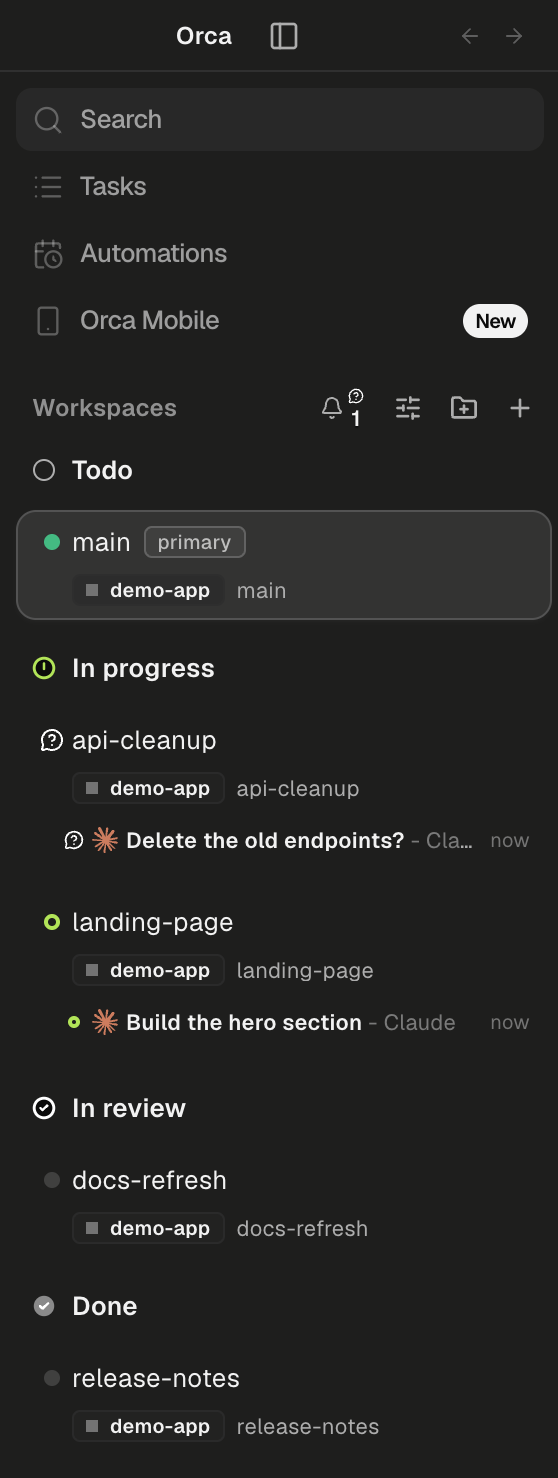 Orca
Search
Tasks
Automations
Orca Mobile New
Workspaces 1
Todo
main primary
demo-app main
In progress
api-cleanup
demo-app api-cleanup
Delete the old endpoints? - Cla... now
landing-page
demo-app landing-page
Build the hero section - Claude now
In review
docs-refresh
demo-app docs-refresh
Done
release-notes
demo-app release-notes